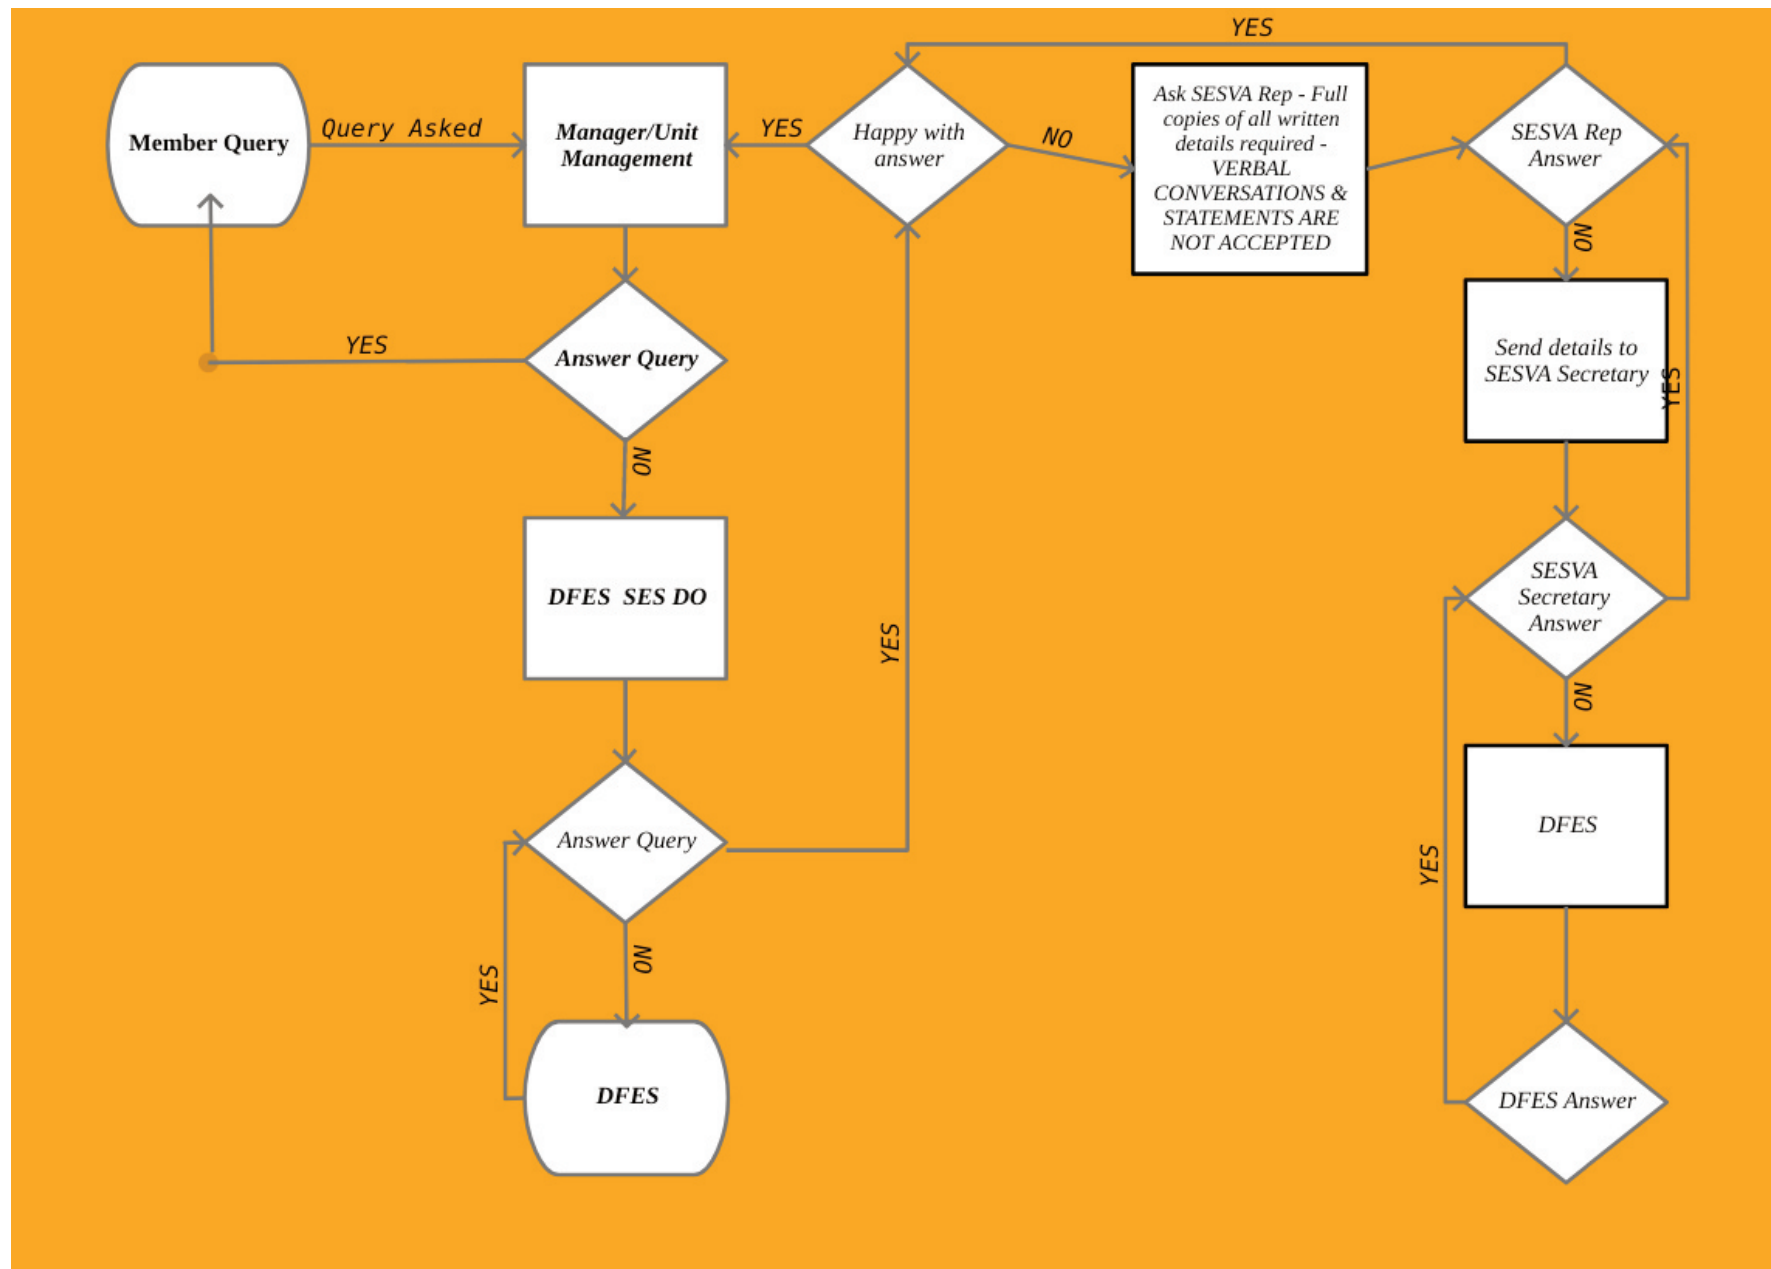 YES
Member Query
Query Asked
Manager/Unit
Management
YES
Happy with
answer
NO
Ask SESVA Rep - Full
copies of all written
details required -
VERBAL
CONVERSATIONS &
STATEMENTS ARE
NOT ACCEPTED
SESVA Rep
Answer
NO
YES
Answer Query
Send details to
SESVA Secretary
YES
NO
DFES  SES DO
YES
SESVA
Secretary
Answer
NO
Answer Query
DFES
YES
NO
YES
DFES
DFES Answer